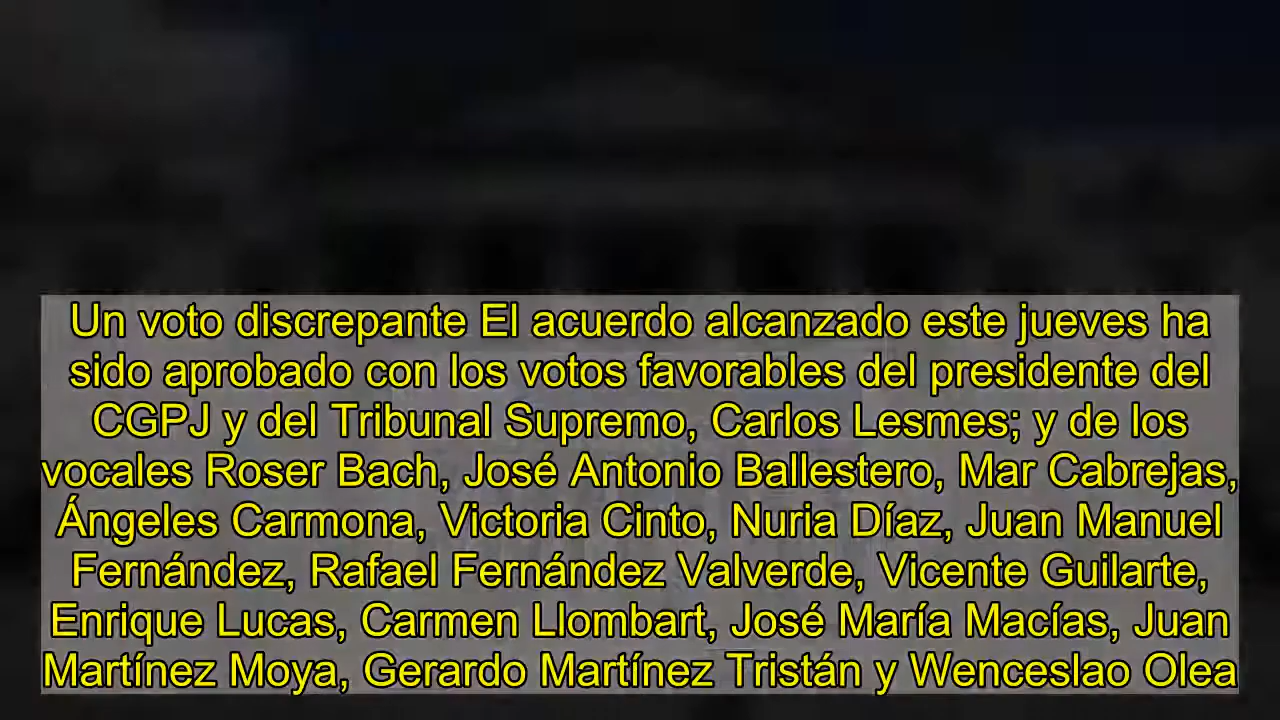 Un voto discrepante El acuerdo alcanzado este jueves ha
sido aprobado con los votos favorables del presidente del
CGPJ y del Tribunal Supremo, Carlos Lesmes; y de los
vocales Roser Bach, José Antonio Ballestero, Mar Cabrejas,
Ángeles Carmona, Victoria Cinto, Nuria Díaz, Juan Manuel
Fernández, Rafael Fernández Valverde, Vicente Guilarte,
Enrique Lucas, Carmen Llombart, José María Macías, Juan
Martínez Moya, Gerardo Martínez Tristán y Wenceslao Olea